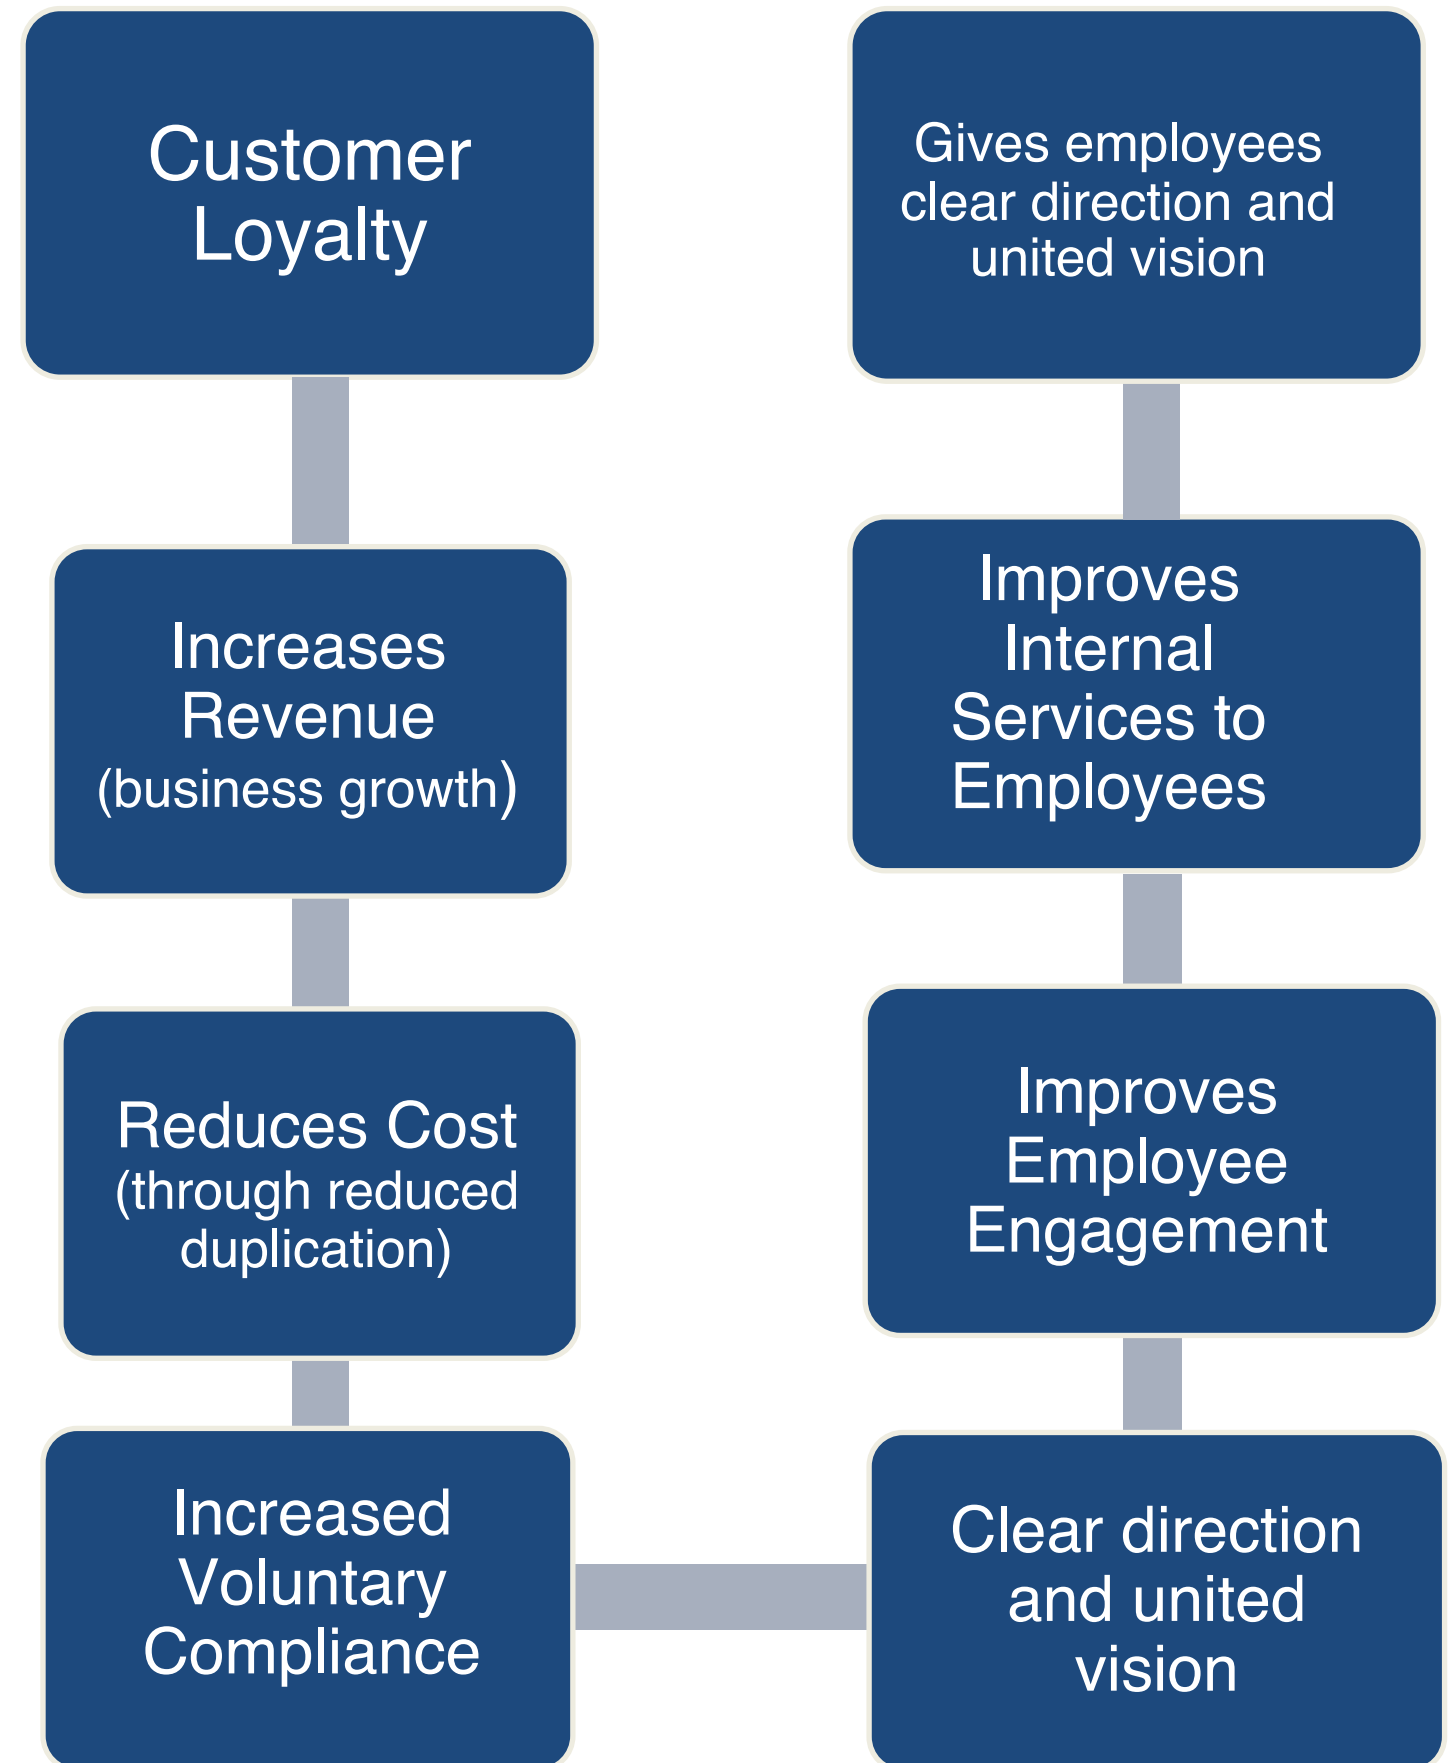 Customer
Loyalty
Increases
Revenue
(business growth)
Reduces Cost
(through reduced
duplication)
Increased
Voluntary
Compliance
Clear direction
and united
vision
Improves
Employee
Engagement
Improves
Internal
Services to
Employees
Gives employees
clear direction and
united vision